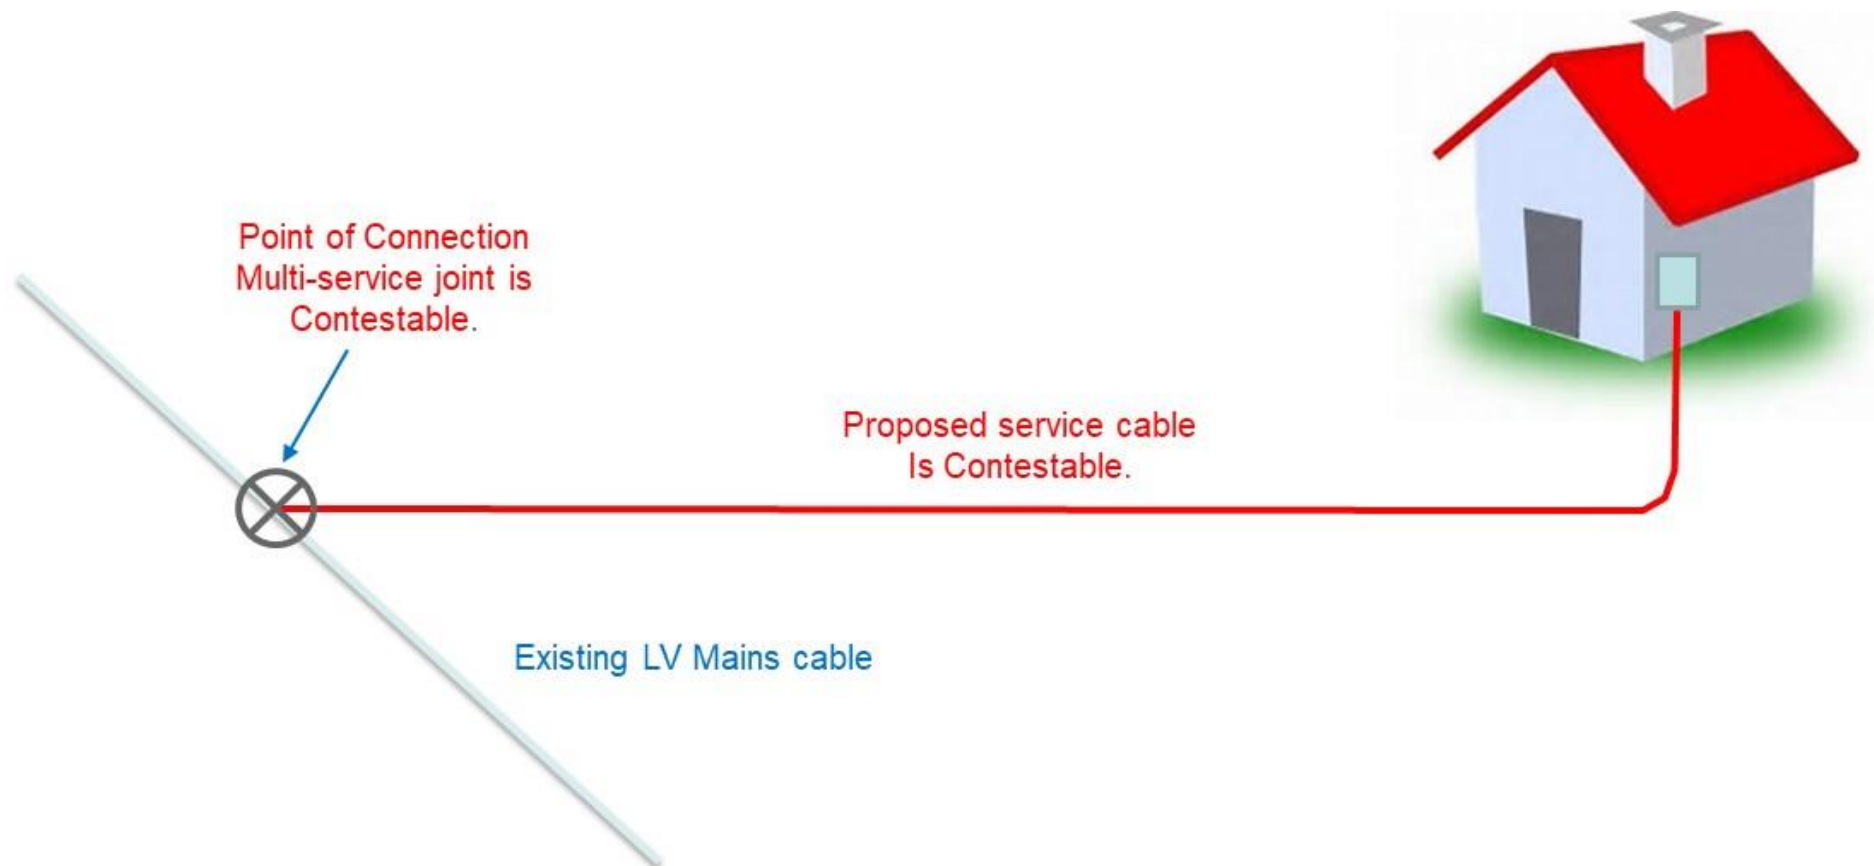 Point of Connection
Multi-service joint is
Contestable.
Proposed service cable
Is Contestable.
Existing LV Mains cable